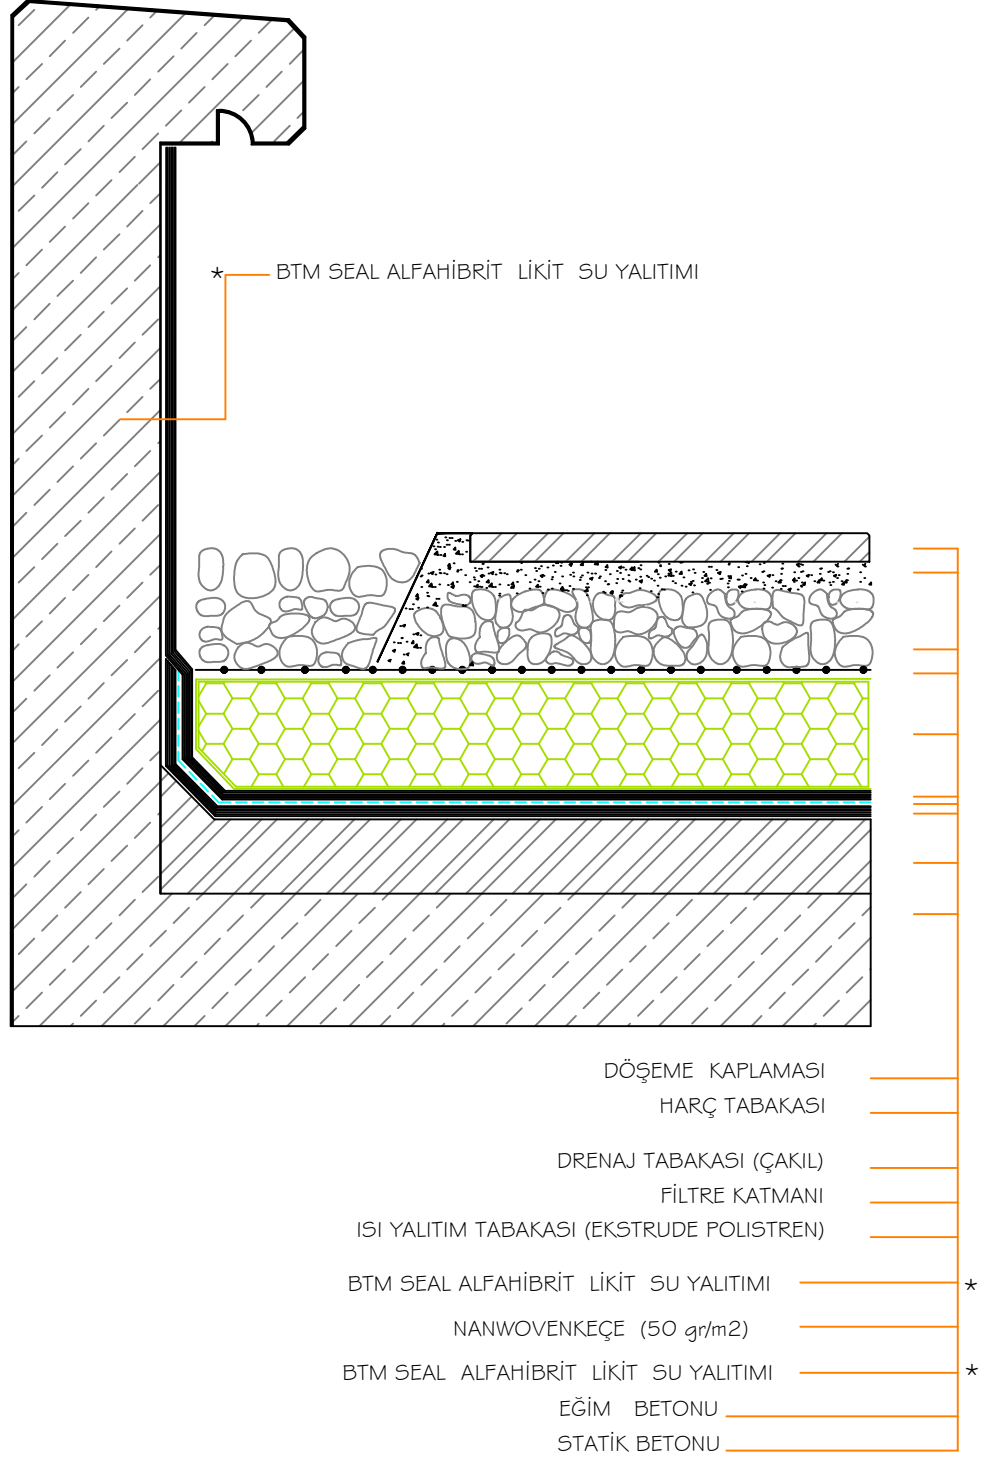 * BTM SEAL ALFAHİBRİT LİKİT SU YALITIMI
DÖŞEME KAPLAMASI
HARÇ TABAKASI
DRENAJ TABAKASI (ÇAKIL)
FİLTRE KATMANI
ISI YALITIM TABAKASI (EKSTRUDE POLISTREN)
BTM SEAL ALFAHİBRİT LİKİT SU YALITIMI *
NANWOVENKEÇE (50 gr/m2)
BTM SEAL ALFAHİBRİT LİKİT SU YALITIMI *
EĞİM BETONU
STATİK BETONU